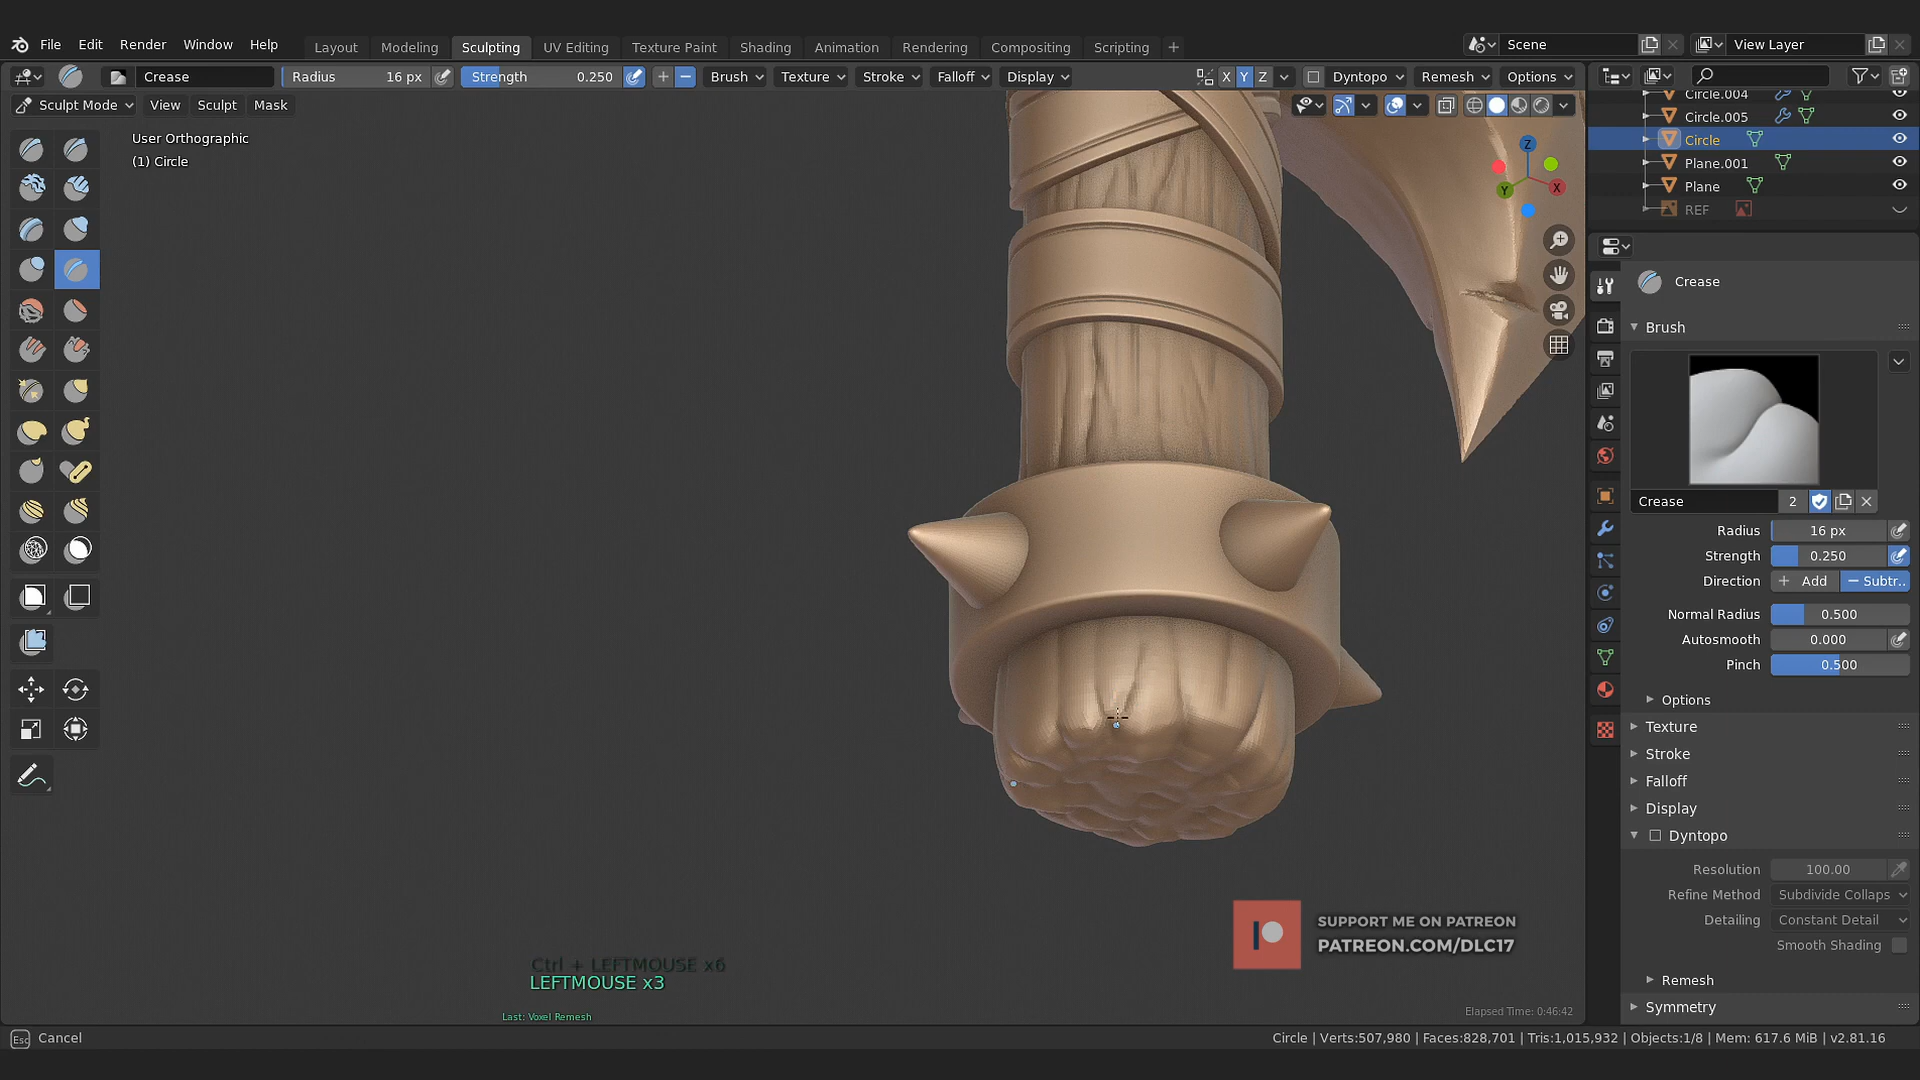 File Edit Render Window Help Layout Modeling Sculpting UV Editing Texture Paint Shading Animation Rendering Compositing Scripting + Scene View Layer
Crease Radius 16 px Strength 0.250 Brush Texture Stroke Falloff Display X Y Z Dyntopo Remesh Options
Sculpt Mode View Sculpt Mask
User Orthographic
(1) Circle
Z
Y
X
Circle.004
Circle.005
Circle
Plane.001
Plane
REF
Crease
Brush
Crease 2
Radius 16 px
Strength 0.250
Direction + Add − Subtr..
Normal Radius 0.500
Autosmooth 0.000
Pinch 0.500
Options
Texture
Stroke
Falloff
Display
Dyntopo
Resolution 100.00
Refine Method Subdivide Collaps
Detailing Constant Detail
Smooth Shading
Remesh
Symmetry
SUPPORT ME ON PATREON
PATREON.COM/DLC17
Ctrl + LEFTMOUSE x6
LEFTMOUSE x3
Last: Voxel Remesh
Elapsed Time: 0:46:42
Esc Cancel
Circle | Verts:507,980 | Faces:828,701 | Tris:1,015,932 | Objects:1/8 | Mem: 617.6 MiB | v2.81.16